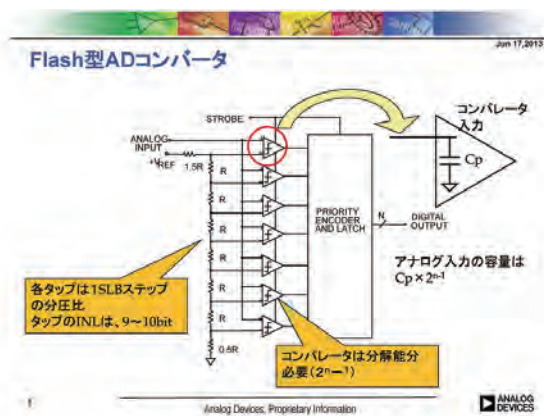 Jun 17,2013
Flash型ADコンバータ
STROBE
ANALOG
INPUT
+VREF
1.5R
R
R
R
R
R
R
0.5R
PRIORITY
ENCODER
AND LATCH
N
DIGITAL
OUTPUT
コンパレータ
入力
Cp
アナログ入力の容量は
Cp×2ⁿ⁻¹
各タップは1SLBステップ
の分圧比
タップのINLは、9～10bit
コンパレータは分解能分
必要(2ⁿー¹)
1
Analog Devices, Proprietary Information
ANALOG
DEVICES